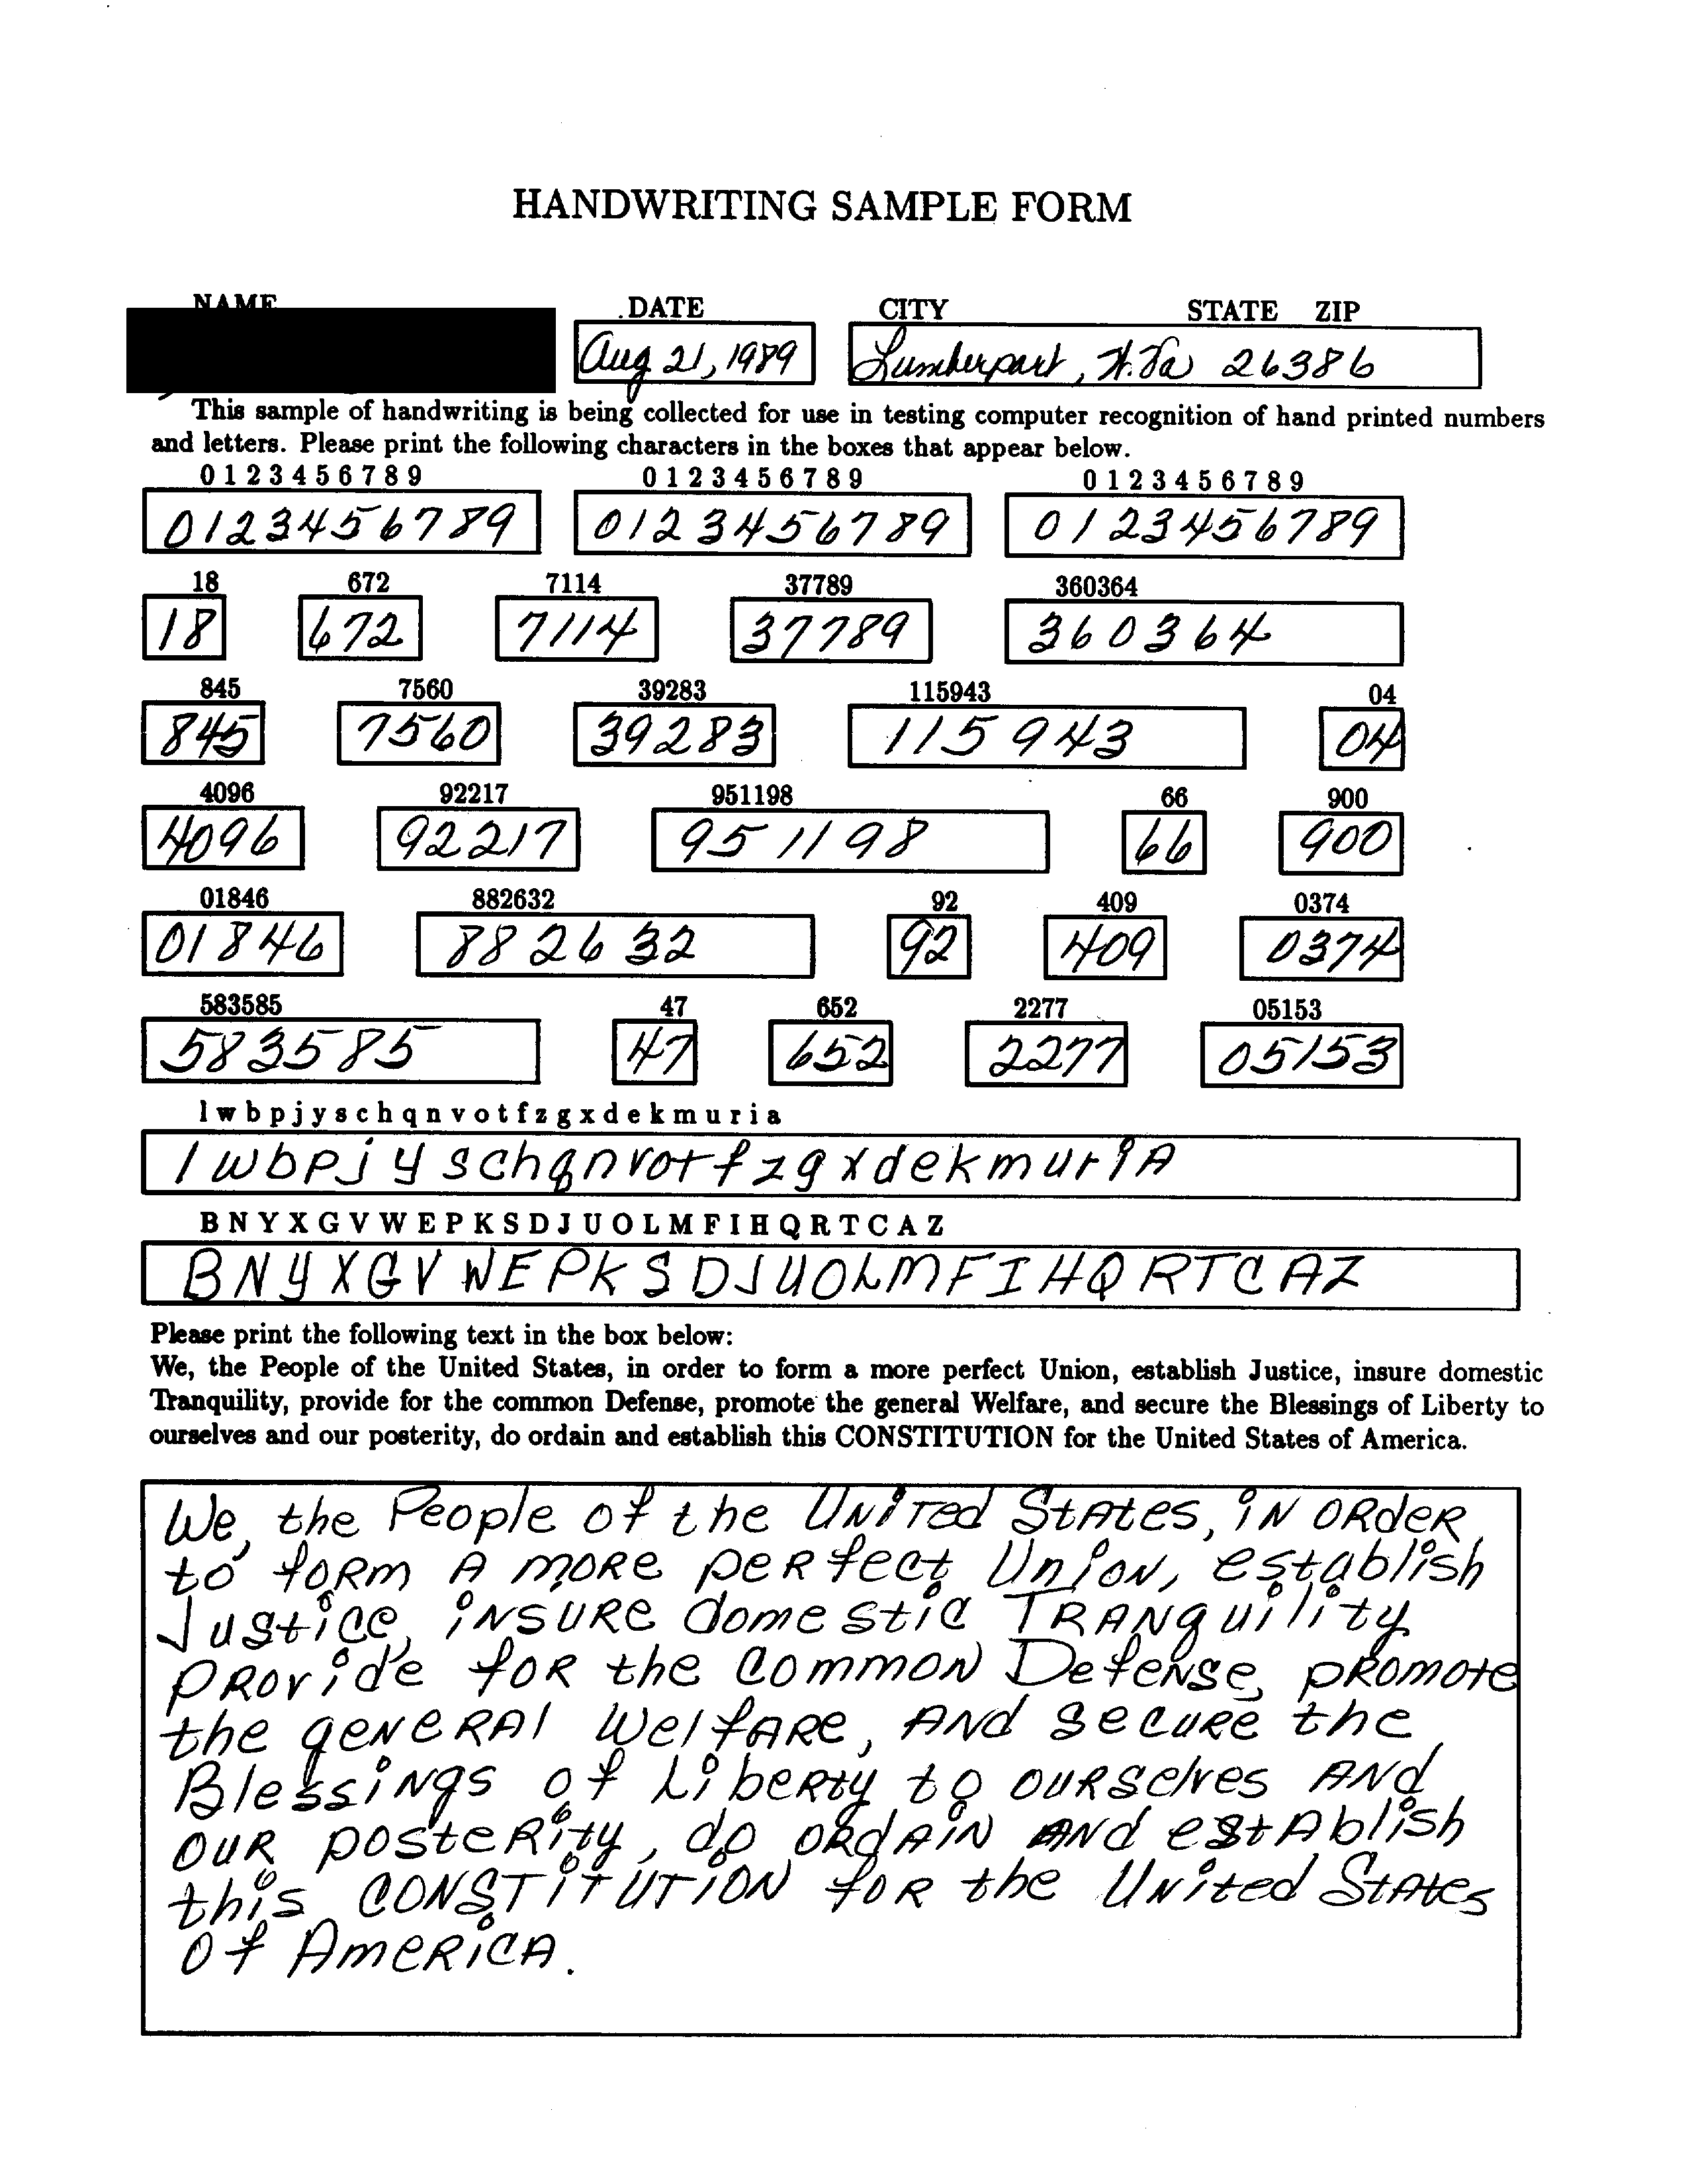 HANDWRITING SAMPLE FORM
NAME DATE CITY STATE ZIP
Aug 21, 1989 Lumberport, W.Va 26386
This sample of handwriting is being collected for use in testing computer recognition of hand printed numbers
and letters. Please print the following characters in the boxes that appear below.
0 1 2 3 4 5 6 7 8 9 0 1 2 3 4 5 6 7 8 9 0 1 2 3 4 5 6 7 8 9
0123456789 0123456789 0123456789
18 672 7114 37789 360364
18 672 7114 37789 360364
845 7560 39283 115943 04
845 7560 39283 115943 04
4096 92217 951198 66 900
4096 92217 951198 66 900
01846 882632 92 409 0374
01846 882632 92 409 0374
583585 47 652 2277 05153
583585 47 652 2277 05153
l w b p j y s c h q n v o t f z g x d e k m u r i a
l w b p j y s c h q n v o t f z g x d e k m u r i A
B N Y X G V W E P K S D J U O L M F I H Q R T C A Z
B N Y X G V W E P K S D J U O L M F I H Q R T C A Z
Please print the following text in the box below:
We, the People of the United States, in order to form a more perfect Union, establish Justice, insure domestic
Tranquility, provide for the common Defense, promote the general Welfare, and secure the Blessings of Liberty to
ourselves and our posterity, do ordain and establish this CONSTITUTION for the United States of America.
We, the People of the UNiTed StAtes, iN ORdeR
to foRm A moRe peRfect UnioN, establish
Justice, iNSURe domestic TRANquility
PRovide foR the CommoN DefeNse, pRomote
the geNeRAl WelfARe, ANd secuRe the
BlessiNgs of LibeRty to ouRselves ANd
ouR posteRity, do oRdAiN ANd estAblish
this CONSTiTUTiON foR the UNited StAtes
of AmeRiCA.